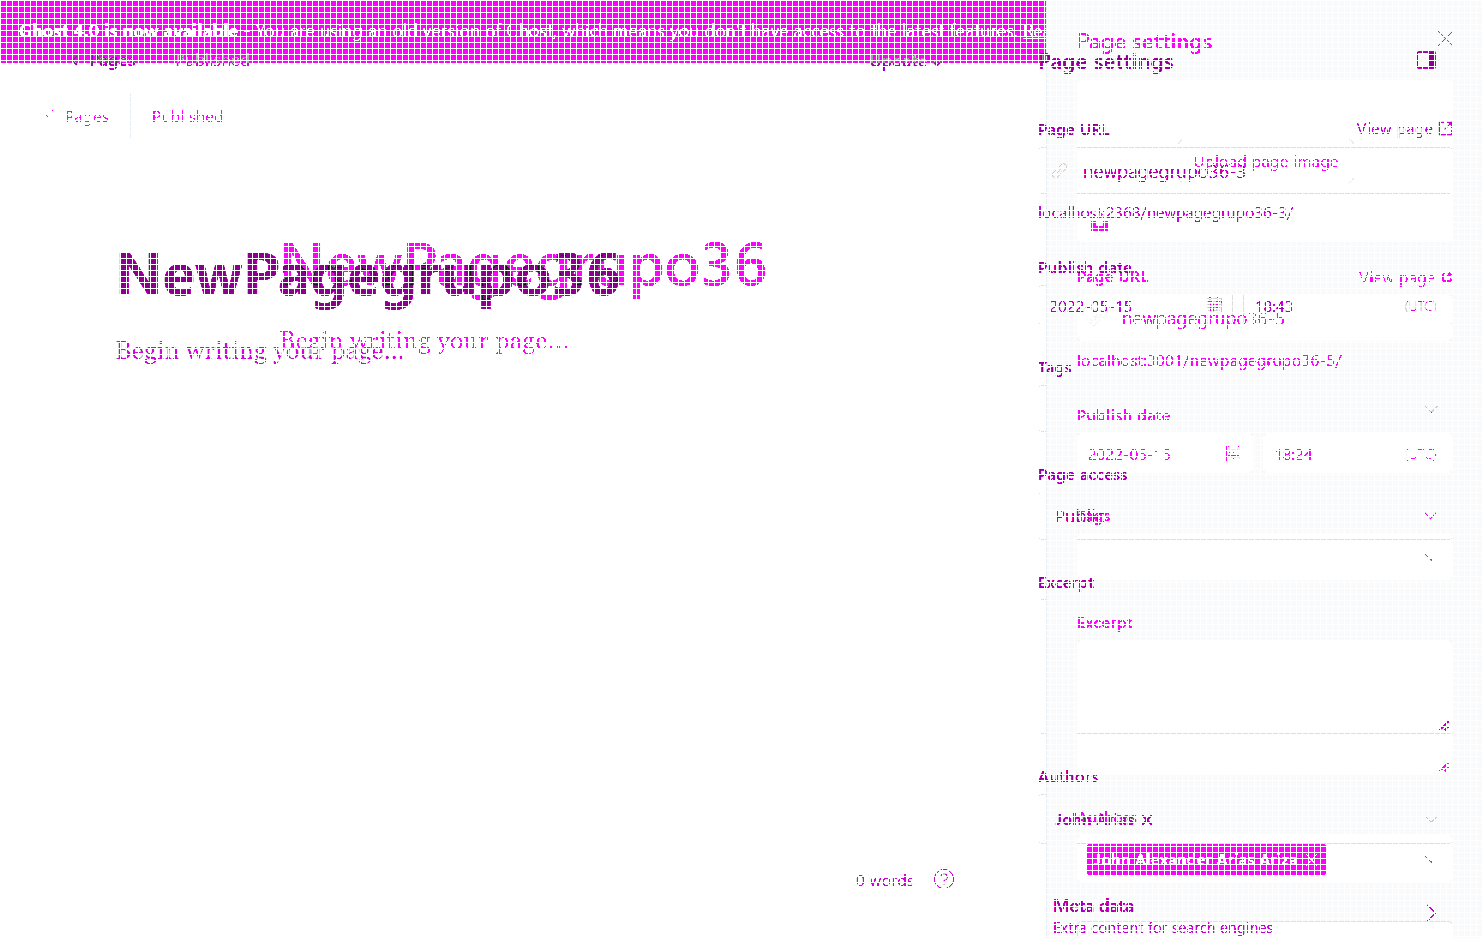 Ghost 4.0 is now available - You are using an old version of Ghost, which means you don't have access to the latest features.
Page settings
Pages Published Update
Page settings
Pages Published
Page URL View page
Upload page image
newpagegrupo36-3
localhost:2368/newpagegrupo36-3/
NewPagegrupo36
NewPagegrupo36
Publish date
Page URL View page
2022-05-15 18:43 (UTC)
newpagegrupo36-5
Begin writing your page...
Begin writing your page...
localhost:3001/newpagegrupo36-5/
Tags
Publish date
2022-05-15 18:24 (UTC)
Page access
Public
Tags
Excerpt
Excerpt
Authors
John Arias ×
Authors
John Alexander Arias Ariza ×
0 words ?
Meta data
Extra content for search engines